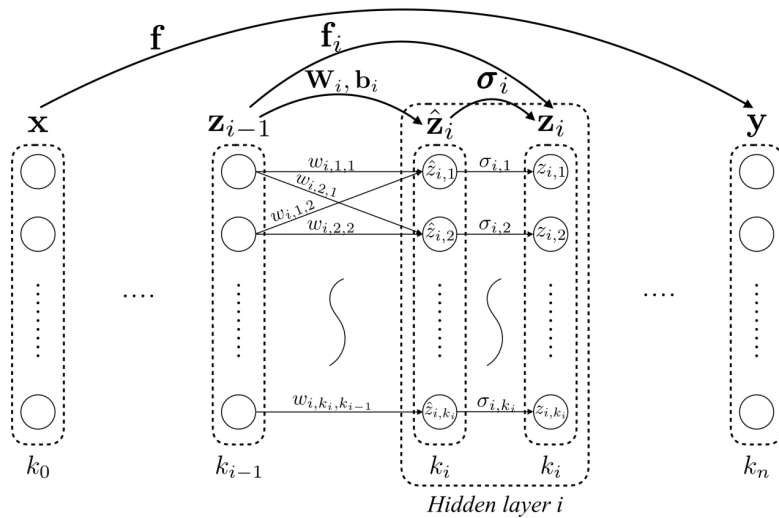 f
f_i
W_i, b_i
σ_i
x
z_{i−1}
ẑ_i
z_i
y
w_{i,1,1}
σ_{i,1}
ẑ_{i,1}
z_{i,1}
w_{i,2,1}
w_{i,1,2}
w_{i,2,2}
σ_{i,2}
ẑ_{i,2}
z_{i,2}
w_{i,k_i,k_{i−1}}
σ_{i,k_i}
ẑ_{i,k_i}
z_{i,k_i}
k_0
k_{i−1}
k_i
k_i
k_n
Hidden layer i